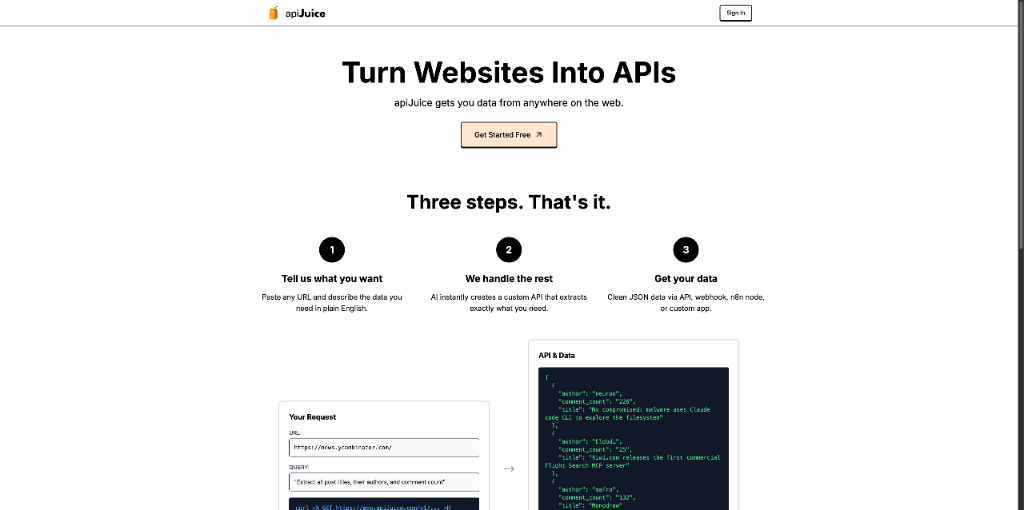 apiJuice
Sign In
Turn Websites Into APIs
apiJuice gets you data from anywhere on the web.
Get Started Free
Three steps. That's it.
1
2
3
Tell us what you want
We handle the rest
Get your data
Paste any URL and describe the data you
need in plain English.
AI instantly creates a custom API that extracts
exactly what you need.
Clean JSON data via API, webhook, n8n node,
or custom app.
Your Request
URL:
https://news.ycombinator.com/
QUERY:
"Extract all post titles, their authors, and comment count"
curl -X GET https://app.apiJuice.com/v1/... -H
API & Data
[
{
"author":
"comment_count": "226",
"title": "Nx compromised: malware uses Claude
code CLI to explore the filesystem"
},
{
"author": "Eldodi",
"comment_count": "25",
"title": "Kiwi.com releases the first commercial
Flight Search MCP server"
},
{
"author": "mafro",
"comment_count": "132",
"title": "Monodraw"